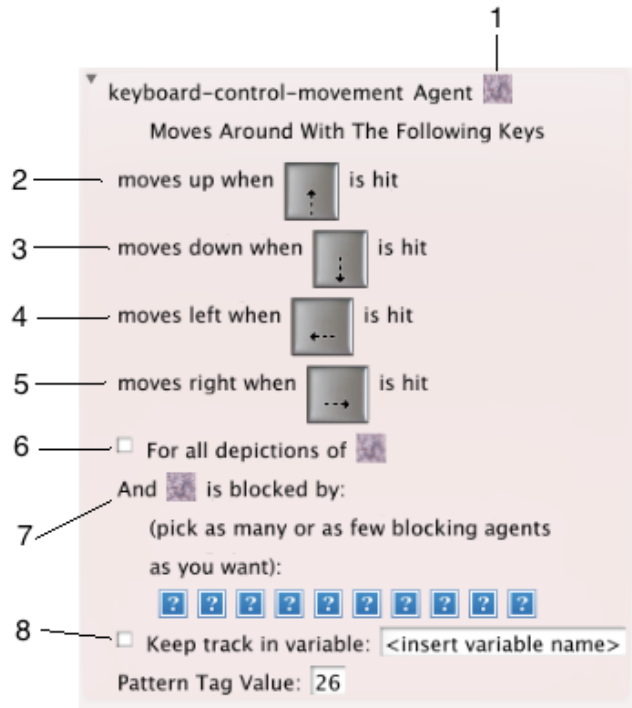 1
keyboard-control-movement Agent
Moves Around With The Following Keys
2 moves up when is hit
3 moves down when is hit
4 moves left when is hit
5 moves right when is hit
6 For all depictions of
And is blocked by:
7 (pick as many or as few blocking agents
as you want):
? ? ? ? ? ? ? ? ? ?
8 Keep track in variable: <insert variable name>
Pattern Tag Value: 26